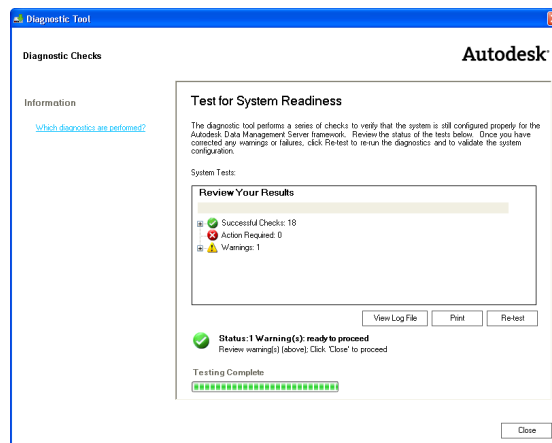 Diagnostic Tool
Diagnostic Checks
Autodesk
Information
Which diagnostics are performed?
Test for System Readiness
The diagnostic tool performs a series of checks to verify that the system is still configured properly for the
Autodesk Data Management Server framework. Review the status of the tests below. Once you have
corrected any warnings or failures, click Re-test to re-run the diagnostics and to validate the system
configuration.
System Tests:
Review Your Results
Successful Checks: 18
Action Required: 0
Warnings: 1
View Log File
Print
Re-test
Status:1 Warning(s): ready to proceed
Review warning(s) (above); Click 'Close' to proceed
Testing Complete
Close